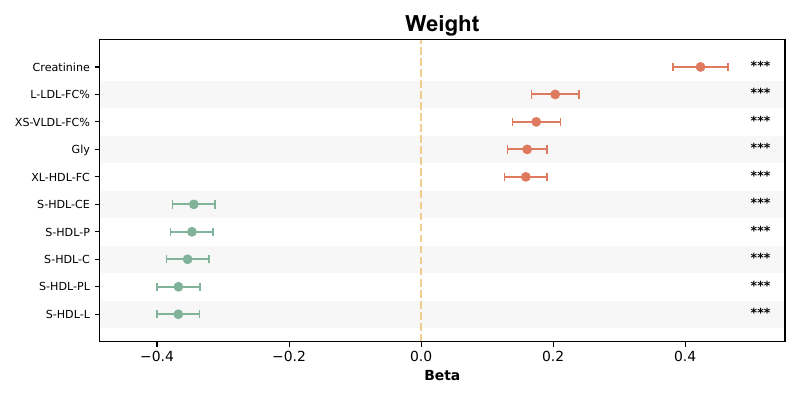 Weight
Creatinine ***
L-LDL-FC% ***
XS-VLDL-FC% ***
Gly ***
XL-HDL-FC ***
S-HDL-CE ***
S-HDL-P ***
S-HDL-C ***
S-HDL-PL ***
S-HDL-L ***
−0.4 −0.2 0.0 0.2 0.4
Beta